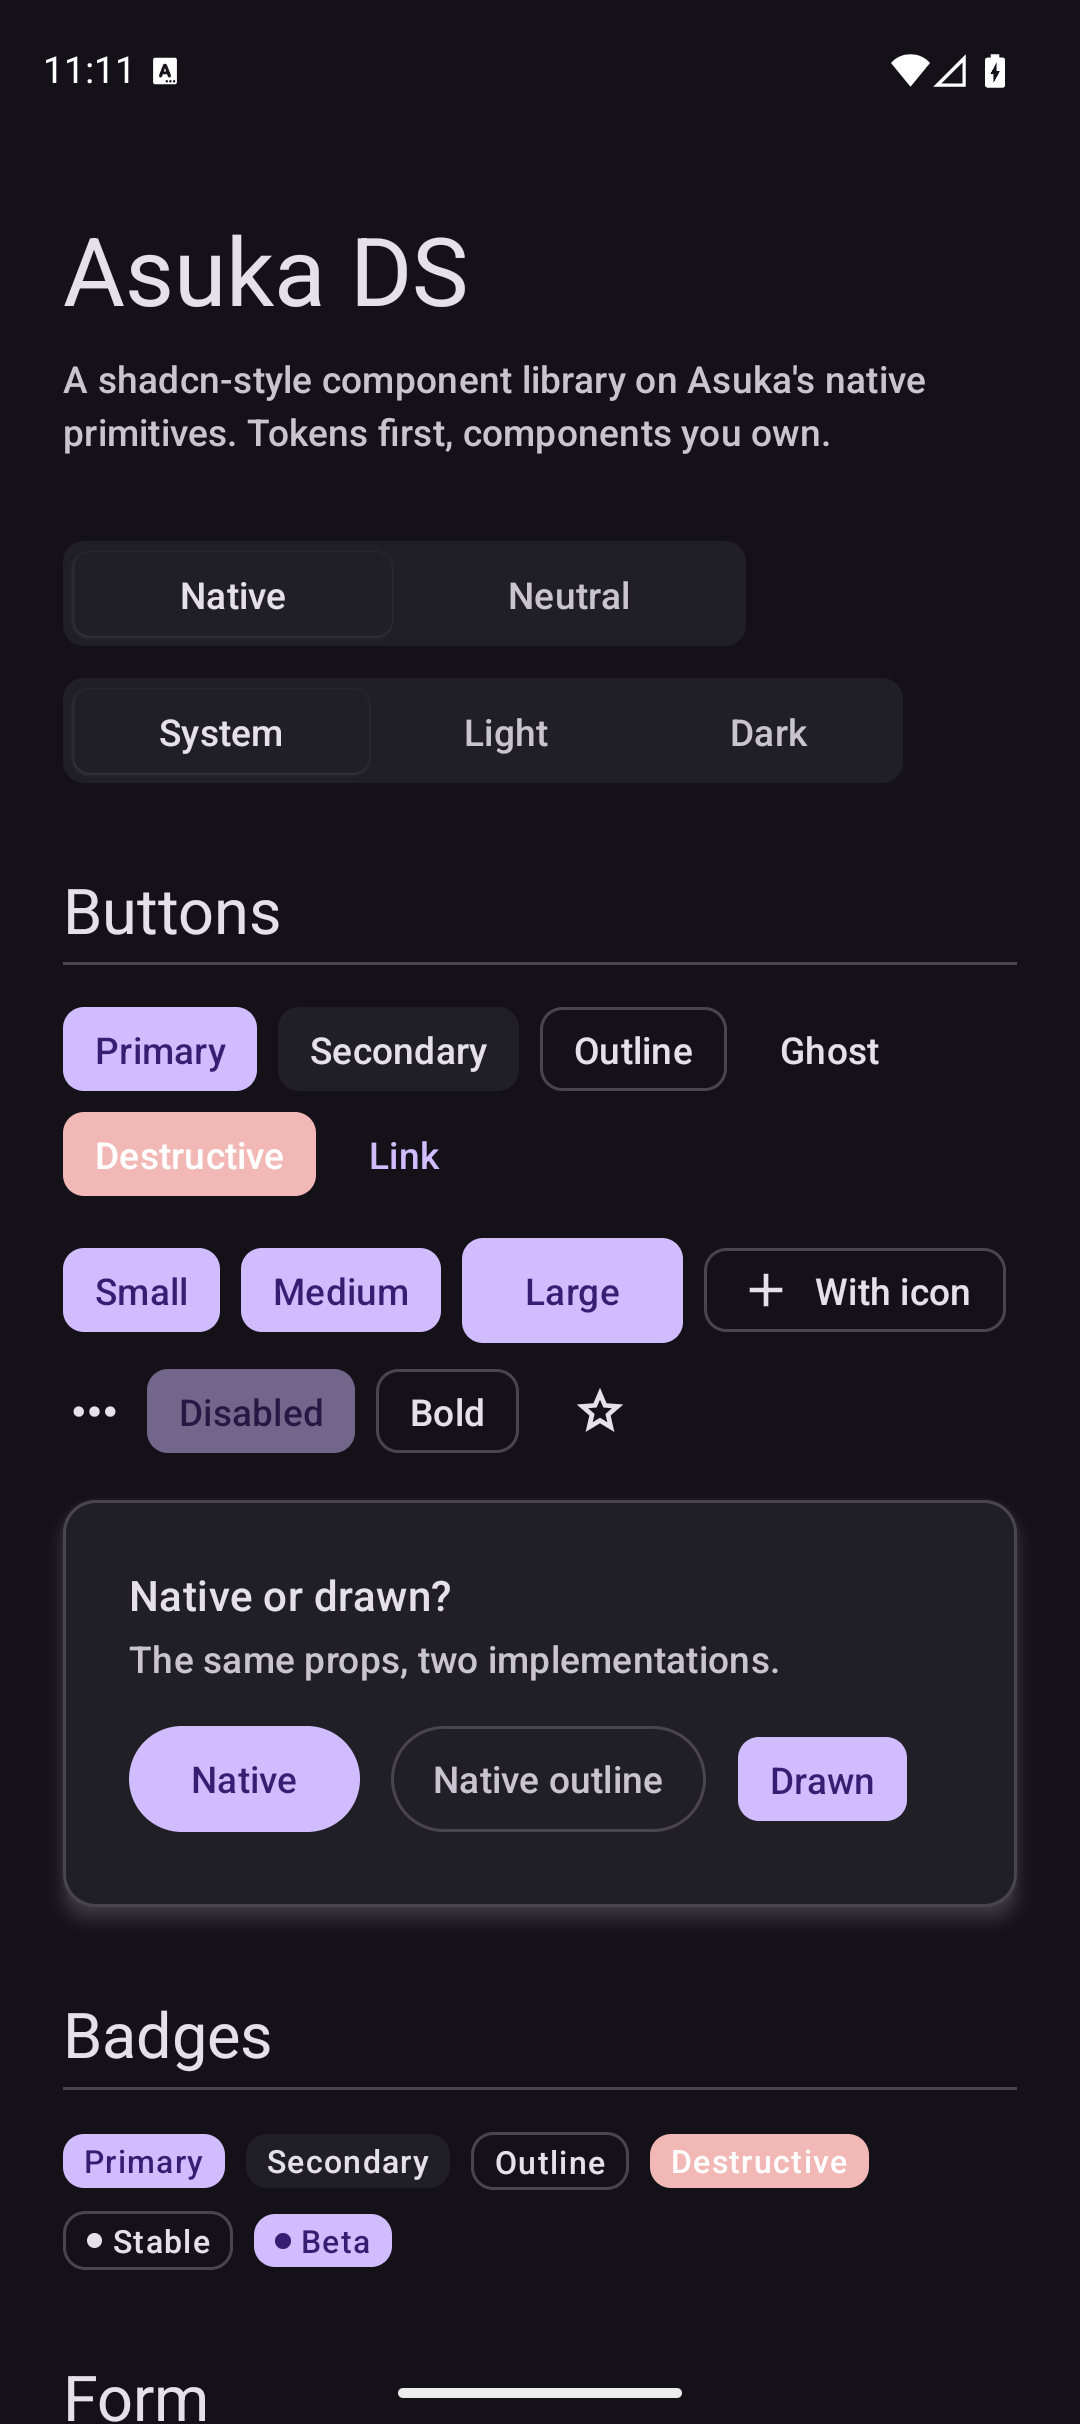 11:11
Asuka DS
A shadcn-style component library on Asuka's native
primitives. Tokens first, components you own.
Native Neutral
System Light Dark
Buttons
Primary Secondary Outline Ghost
Destructive Link
Small Medium Large With icon
Disabled Bold
Native or drawn?
The same props, two implementations.
Native Native outline Drawn
Badges
Primary Secondary Outline Destructive
Stable Beta
Form